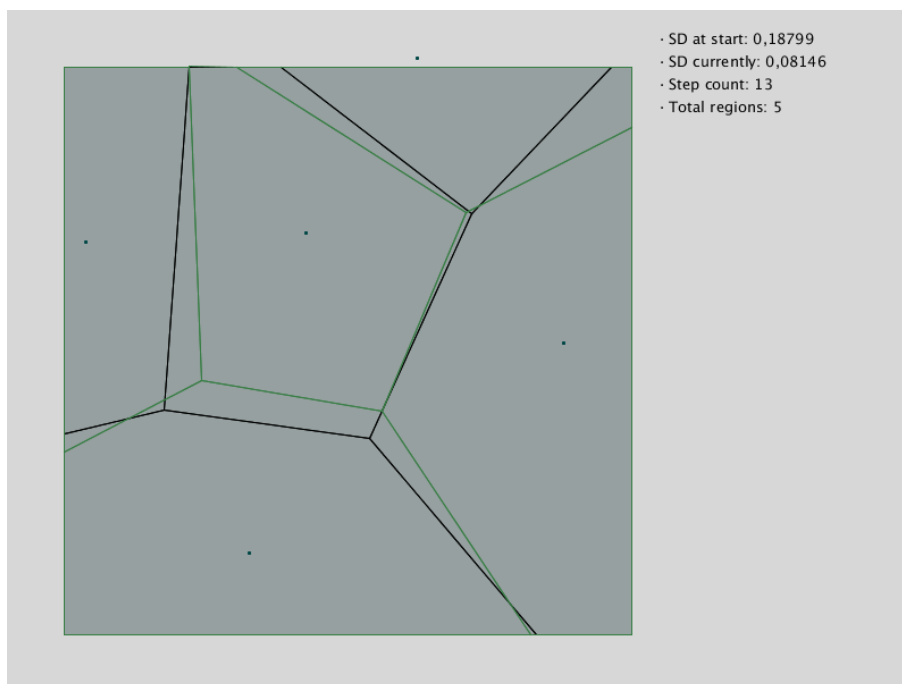 · SD at start: 0,18799
· SD currently: 0,08146
· Step count: 13
· Total regions: 5